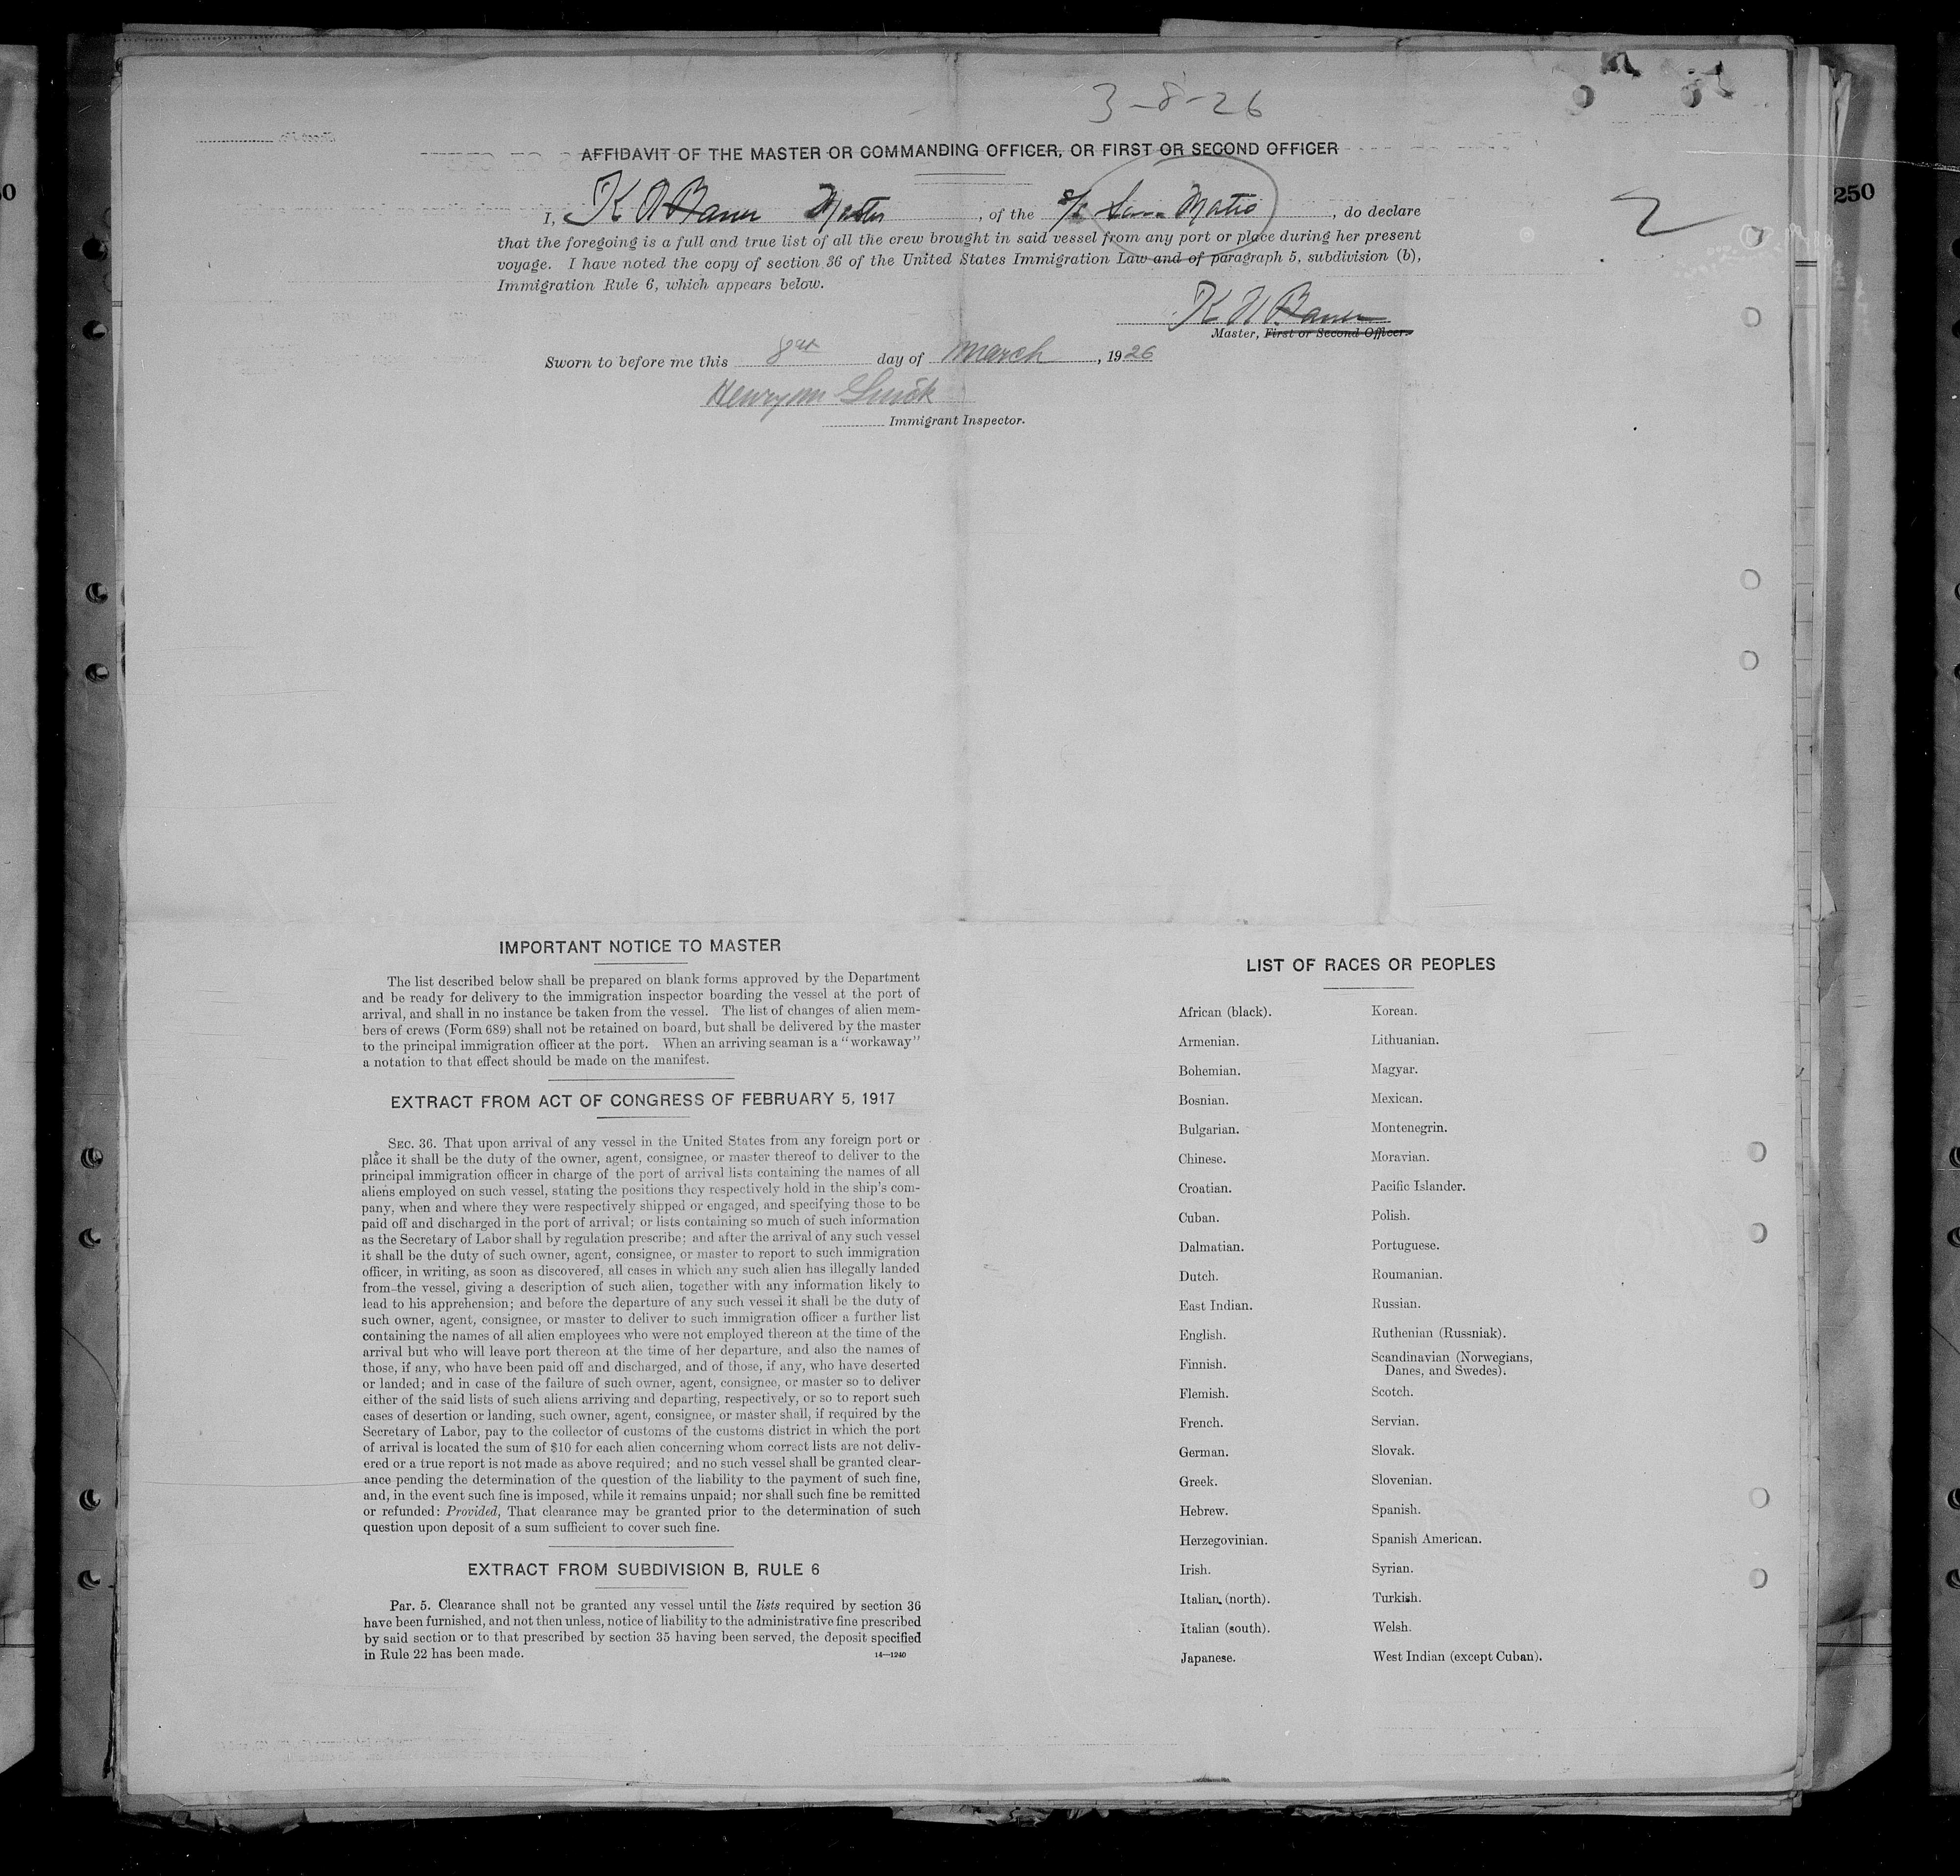 3-8-26
AFFIDAVIT OF THE MASTER OR COMMANDING OFFICER, OR FIRST OR SECOND OFFICER
I, K Master, of the S/S San Mateo, do declare
that the foregoing is a full and true list of all the crew brought in said vessel from any port or place during her present
voyage. I have noted the copy of section 36 of the United States Immigration Law and of paragraph 5, subdivision (b),
Immigration Rule 6, which appears below.
Master, First or Second Officer.
Sworn to before me this 8th day of March, 1926
Henry M
Immigrant Inspector.
2
250
IMPORTANT NOTICE TO MASTER
The list described below shall be prepared on blank forms approved by the Department
and be ready for delivery to the immigration inspector boarding the vessel at the port of
arrival, and shall in no instance be taken from the vessel. The list of changes of alien mem-
bers of crews (Form 689) shall not be retained on board, but shall be delivered by the master
to the principal immigration officer at the port. When an arriving seaman is a "workaway"
a notation to that effect should be made on the manifest.
EXTRACT FROM ACT OF CONGRESS OF FEBRUARY 5, 1917
SEC. 36. That upon arrival of any vessel in the United States from any foreign port or
place it shall be the duty of the owner, agent, consignee, or master thereof to deliver to the
principal immigration officer in charge of the port of arrival lists containing the names of all
aliens employed on such vessel, stating the positions they respectively hold in the ship's com-
pany, when and where they were respectively shipped or engaged, and specifying those to be
paid off and discharged in the port of arrival; or lists containing so much of such information
as the Secretary of Labor shall by regulation prescribe; and after the arrival of any such vessel
it shall be the duty of such owner, agent, consignee, or master to report to such immigration
officer, in writing, as soon as discovered, all cases in which any such alien has illegally landed
from the vessel, giving a description of such alien, together with any information likely to
lead to his apprehension; and before the departure of any such vessel it shall be the duty of
such owner, agent, consignee, or master to deliver to such immigration officer a further list
containing the names of all alien employees who were not employed thereon at the time of the
arrival but who will leave port thereon at the time of her departure, and also the names of
those, if any, who have been paid off and discharged, and of those, if any, who have deserted
or landed; and in case of the failure of such owner, agent, consignee, or master so to deliver
either of the said lists of such aliens arriving and departing, respectively, or so to report such
cases of desertion or landing, such owner, agent, consignee, or master shall, if required by the
Secretary of Labor, pay to the collector of customs of the customs district in which the port
of arrival is located the sum of $10 for each alien concerning whom correct lists are not deliv-
ered or a true report is not made as above required; and no such vessel shall be granted clear-
ance pending the determination of the question of the liability to the payment of such fine,
and, in the event such fine is imposed, while it remains unpaid; nor shall such fine be remitted
or refunded: Provided, That clearance may be granted prior to the determination of such
question upon deposit of a sum sufficient to cover such fine.
EXTRACT FROM SUBDIVISION B, RULE 6
Par. 5. Clearance shall not be granted any vessel until the lists required by section 36
have been furnished, and not then unless, notice of liability to the administrative fine prescribed
by said section or to that prescribed by section 35 having been served, the deposit specified
in Rule 22 has been made.
14—1240
LIST OF RACES OR PEOPLES
African (black).
Armenian.
Bohemian.
Bosnian.
Bulgarian.
Chinese.
Croatian.
Cuban.
Dalmatian.
Dutch.
East Indian.
English.
Finnish.
Flemish.
French.
German.
Greek.
Hebrew.
Herzegovinian.
Irish.
Italian (north).
Italian (south).
Japanese.
Korean.
Lithuanian.
Magyar.
Mexican.
Montenegrin.
Moravian.
Pacific Islander.
Polish.
Portuguese.
Roumanian.
Russian.
Ruthenian (Russniak).
Scandinavian (Norwegians,
Danes, and Swedes).
Scotch.
Servian.
Slovak.
Slovenian.
Spanish.
Spanish American.
Syrian.
Turkish.
Welsh.
West Indian (except Cuban).